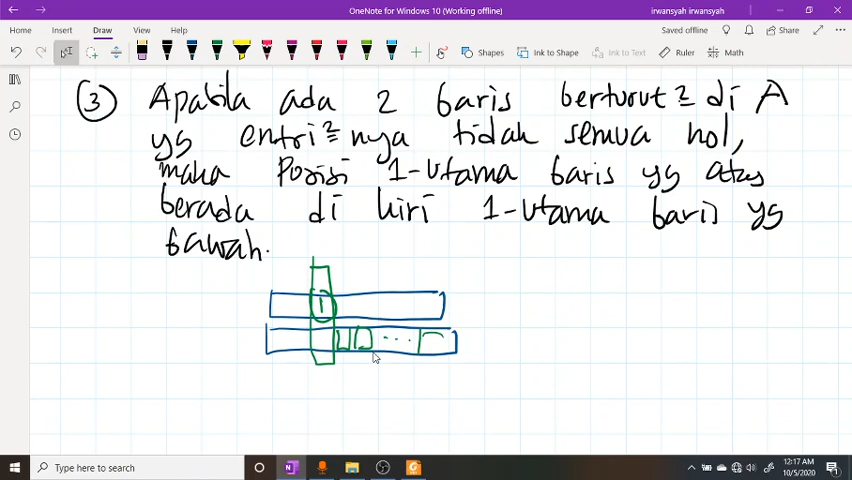 OneNote for Windows 10 (Working offline)
irwansyah irwansyah
Home Insert Draw View Help
Saved offline Share
Shapes Ink to Shape Ink to Text Ruler Math
③ Apabila ada 2 baris berturut² di A
yg entri²nya tidak semua nol,
maka Posisi 1-utama baris yg atas
berada di kiri 1-utama baris yg
bawah.
1
...
Type here to search
12:17 AM
10/5/2020